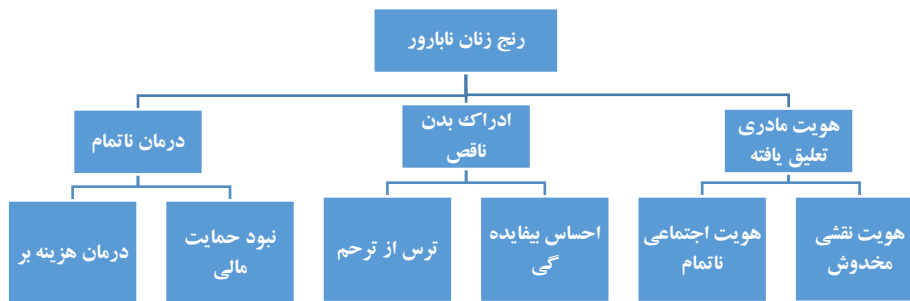 رنج زنان نابارور
هویت مادری
تعلیق یافته
ادراک بدن
ناقص
درمان ناتمام
هویت نقشی
مخدوش
هویت اجتماعی
ناتمام
احساس بیفایده
گی
ترس از ترحم
نبود حمایت
مالی
درمان هزینه بر